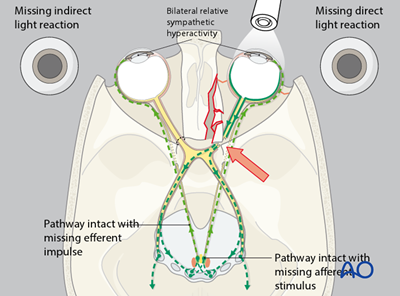 Missing indirect
light reaction
Bilateral relative
sympathetic
hyperactivity
Missing direct
light reaction
Pathway intact with
missing efferent
impulse
Pathway intact with
missing afferent
stimulus
AO